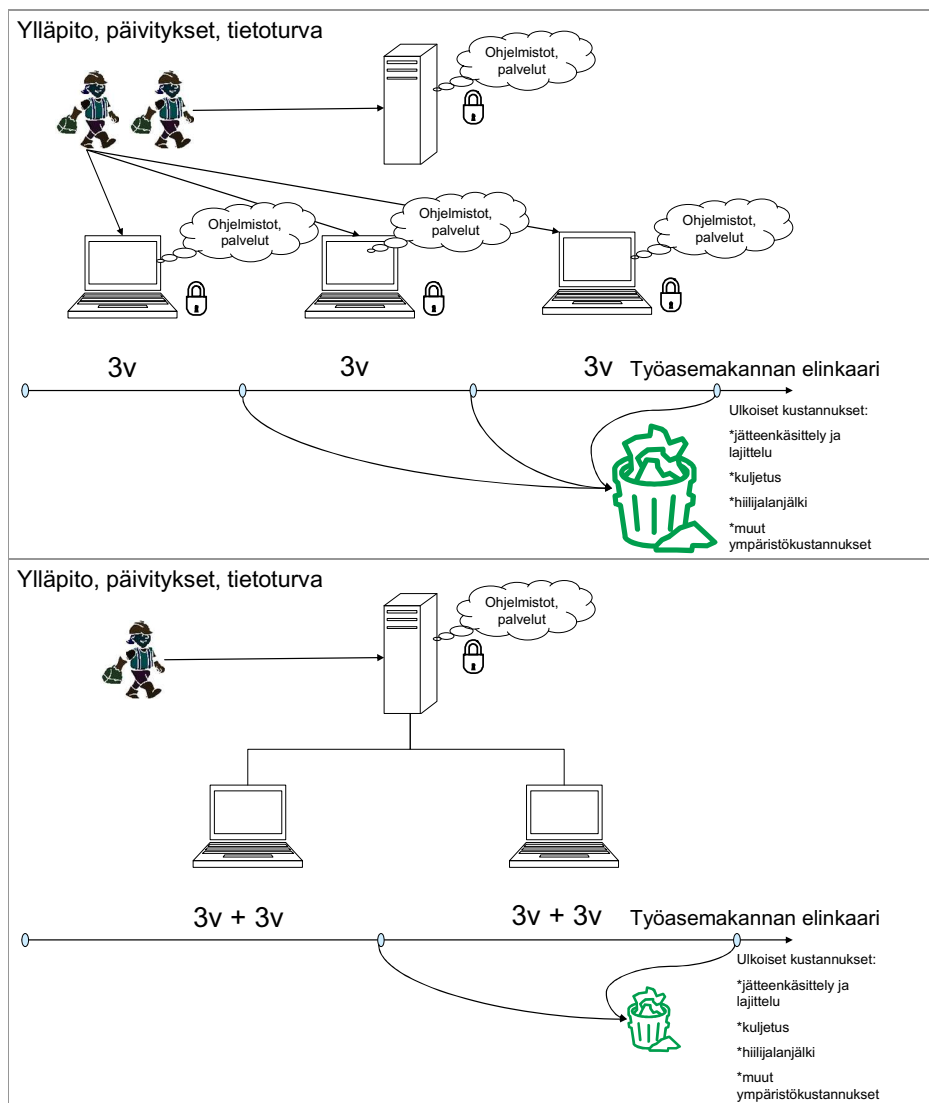 Ylläpito, päivitykset, tietoturva
Ohjelmistot,
palvelut
Ohjelmistot,
palvelut
Ohjelmistot,
palvelut
Ohjelmistot,
palvelut
3v
3v
3v
Työasemakannan elinkaari
Ulkoiset kustannukset:
*jätteenkäsittely ja
lajittelu
*kuljetus
*hiilijalanjälki
*muut
ympäristökustannukset
Ylläpito, päivitykset, tietoturva
Ohjelmistot,
palvelut
3v + 3v
3v + 3v
Työasemakannan elinkaari
Ulkoiset kustannukset:
*jätteenkäsittely ja
lajittelu
*kuljetus
*hiilijalanjälki
*muut
ympäristökustannukset